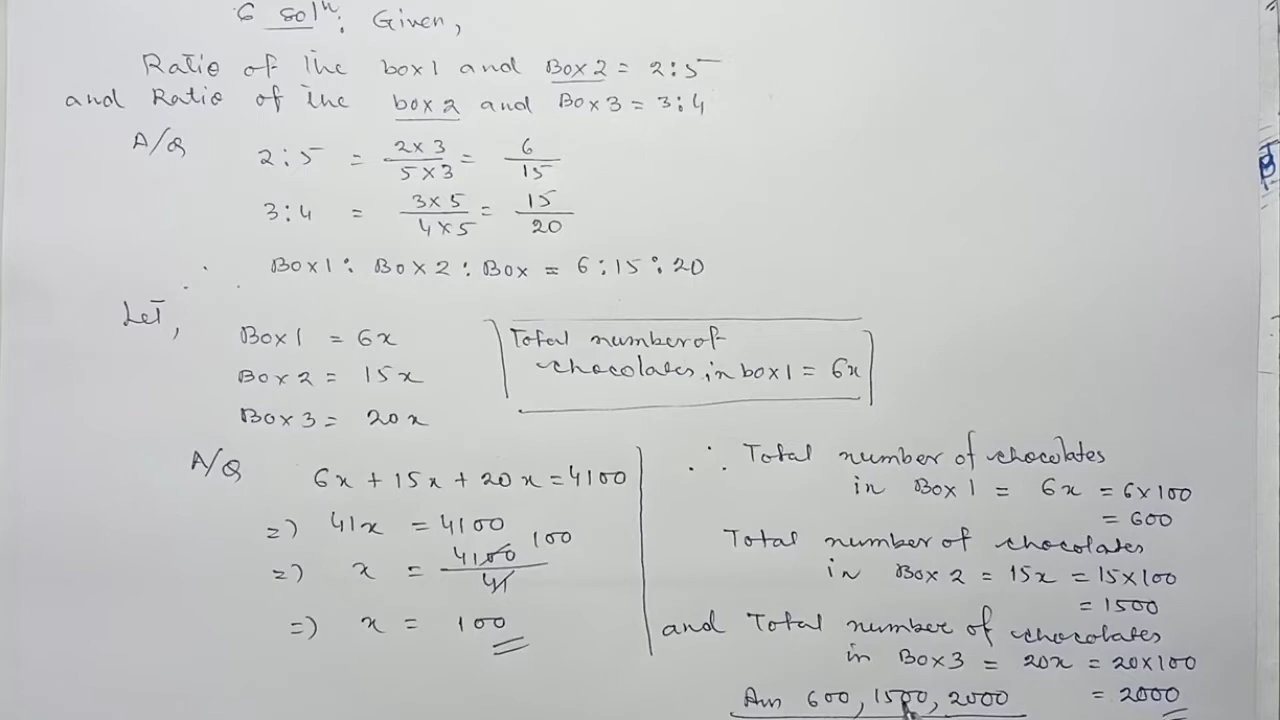 6 soln: Given,
Ratio of the box1 and Box2 = 2:5
and Ratio of the box2 and Box3 = 3:4
A/Q 2:5 = 2×3/5×3 = 6/15
3:4 = 3×5/4×5 = 15/20
∴ Box1 : Box2 : Box = 6:15:20
Let,
Box1 = 6x
Box2 = 15x
Box3 = 20x
Total number of
chocolates in box1 = 6x
A/Q
6x + 15x + 20x = 4100
=) 41x = 4100
=) x = 4100/41 100
=) x = 100
∴ Total number of chocolates
in Box1 = 6x = 6×100
= 600
Total number of chocolates
in Box2 = 15x = 15×100
= 1500
and Total number of chocolates
in Box3 = 20x = 20×100
= 2000
Ans 600, 1500, 2000